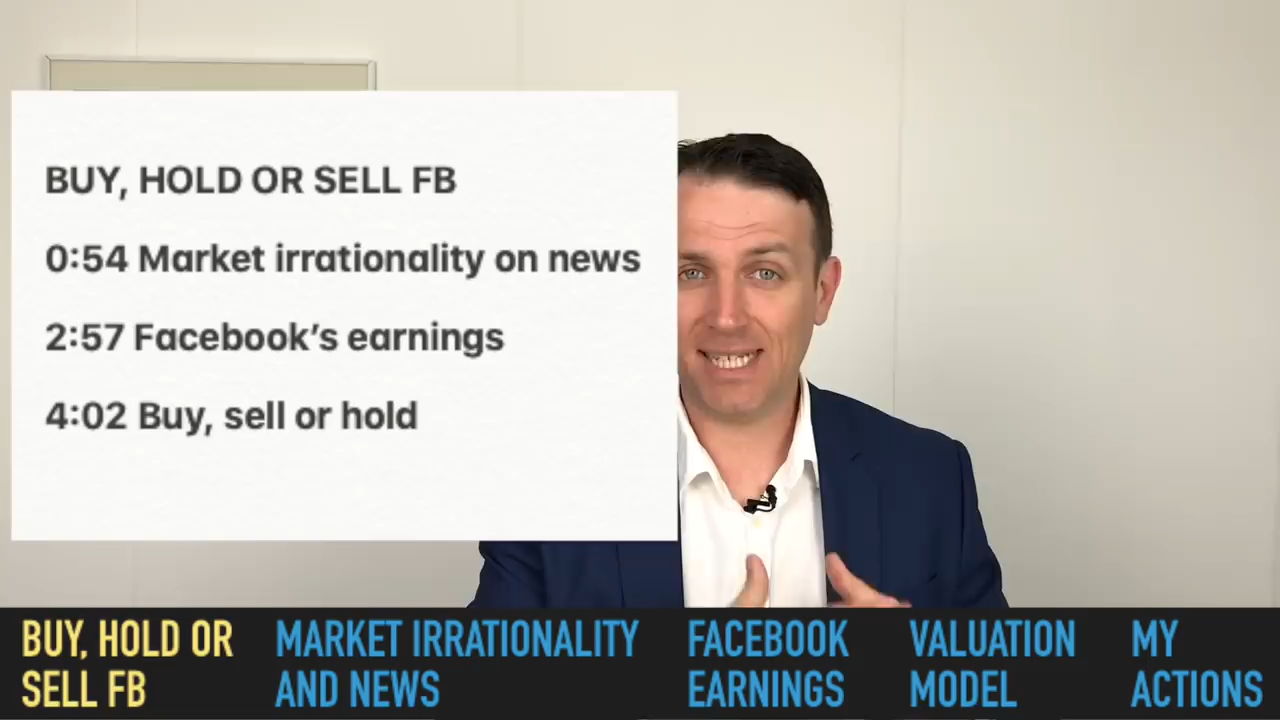 BUY, HOLD OR SELL FB
0:54 Market irrationality on news
2:57 Facebook’s earnings
4:02 Buy, sell or hold
BUY, HOLD OR
SELL FB
MARKET IRRATIONALITY
AND NEWS
FACEBOOK
EARNINGS
VALUATION
MODEL
MY
ACTIONS